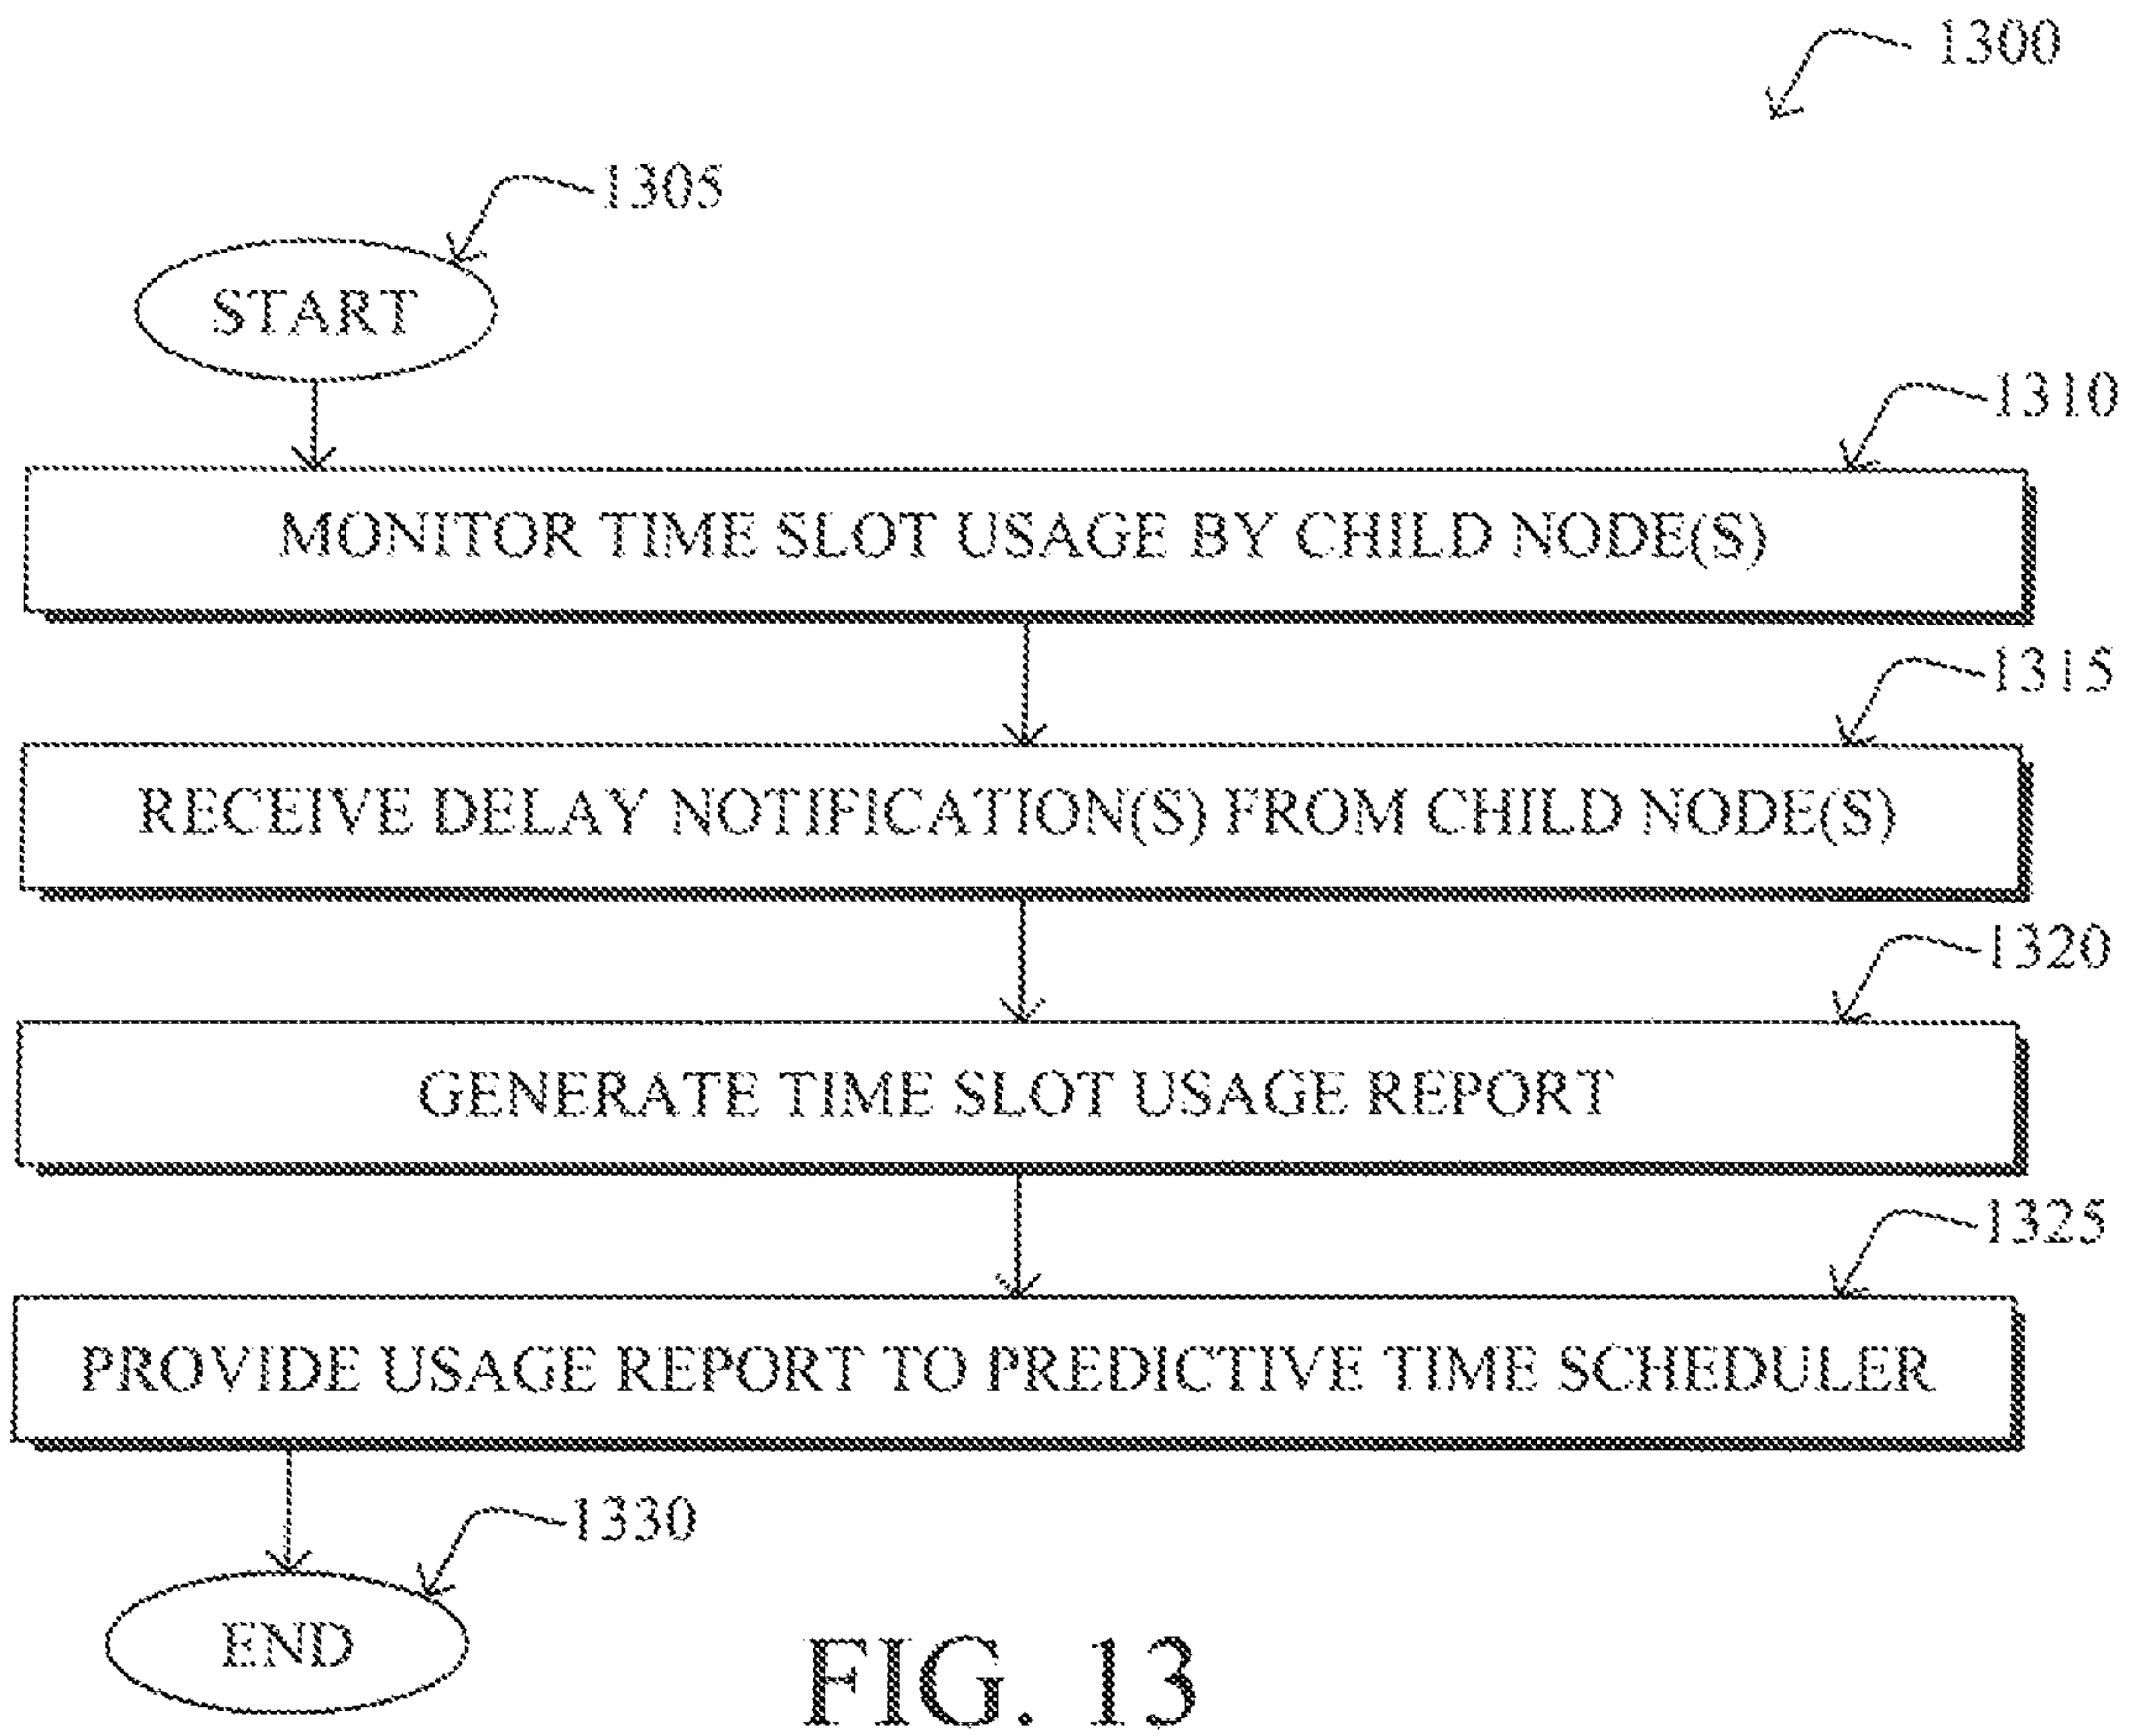 1300
1305
START
1310
MONITOR TIME SLOT USAGE BY CHILD NODE(S)
1315
RECEIVE DELAY NOTIFICATION(S) FROM CHILD NODE(S)
1320
GENERATE TIME SLOT USAGE REPORT
1325
PROVIDE USAGE REPORT TO PREDICTIVE TIME SCHEDULER
1330
END
FIG. 13